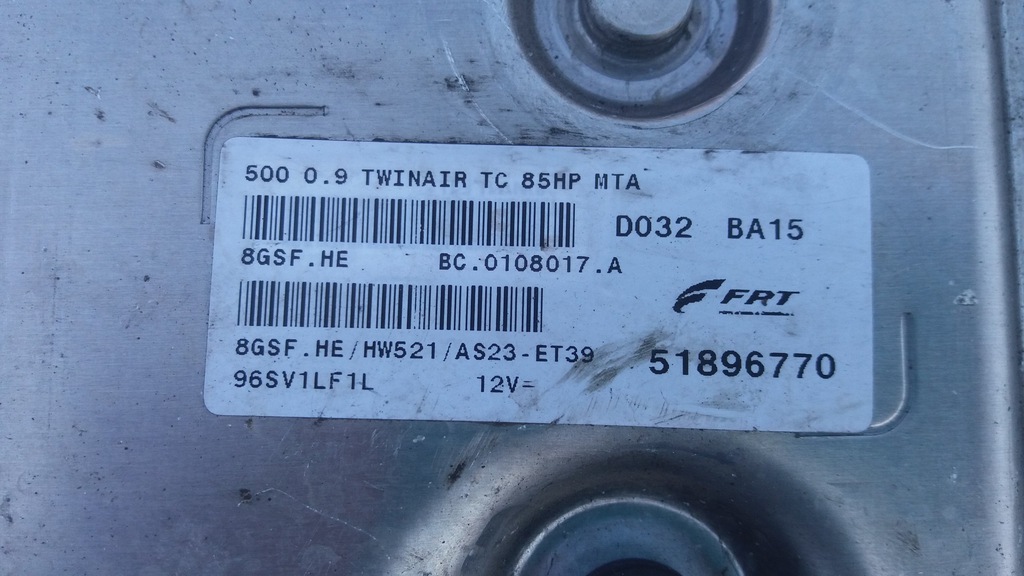 500 0.9 TWINAIR TC 85HP MTA
D032 BA15
8GSF.HE BC.0108017.A
FRT
8GSF.HE/HW521/AS23-ET39
51896770
96SV1LF1L 12V=